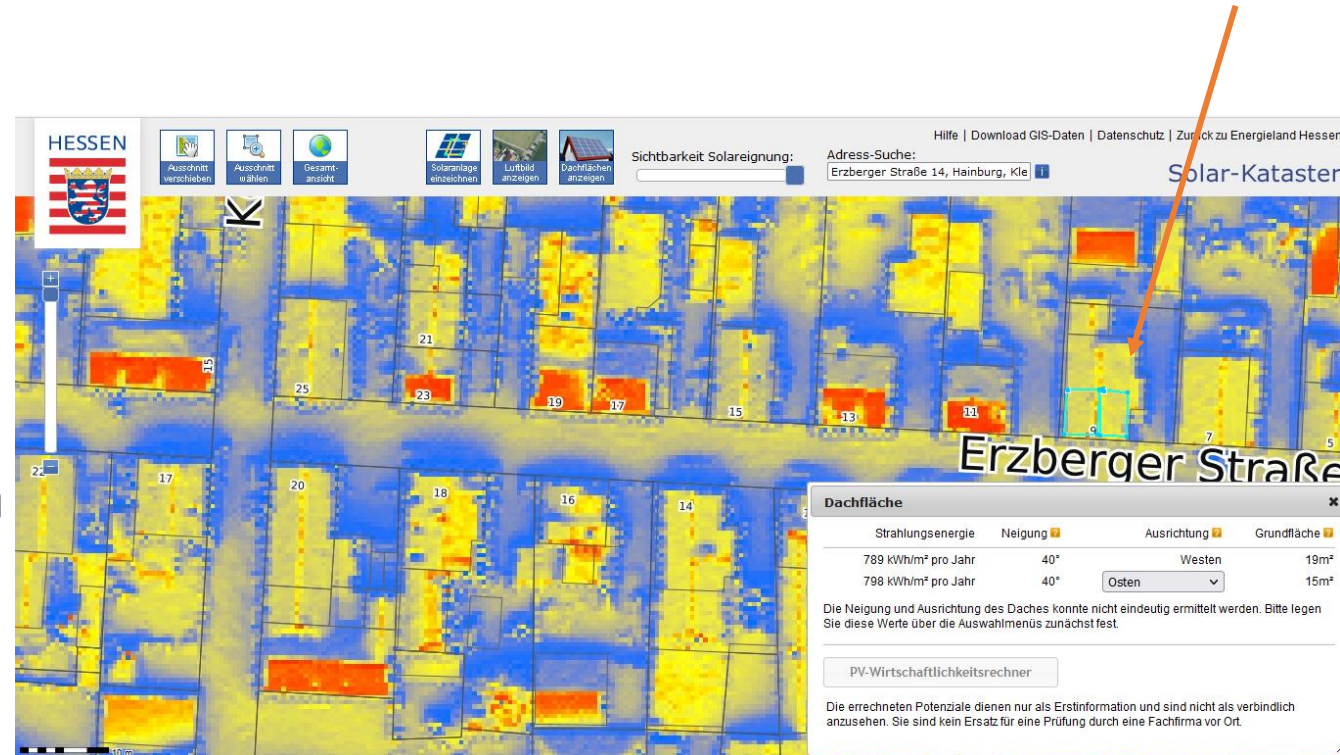 HESSEN
Ausschnitt verschieben
Ausschnitt wählen
Gesamt-ansicht
Solaranlage einzeichnen
Luftbild anzeigen
Dachflächen anzeigen
Sichtbarkeit Solareignung:
Hilfe | Download GIS-Daten | Datenschutz | Zurück zu Energieland Hessen
Adress-Suche:
Erzberger Straße 14, Hainburg, Kle
Solar-Kataster
K
15
25
21
23
19
17
15
13
11
9
7
5
Erzberger Straße
22
17
20
18
16
14
Dachfläche
Strahlungsenergie Neigung Ausrichtung Grundfläche
789 kWh/m² pro Jahr 40° Westen 19m²
798 kWh/m² pro Jahr 40° Osten 15m²
Die Neigung und Ausrichtung des Daches konnte nicht eindeutig ermittelt werden. Bitte legen
Sie diese Werte über die Auswahlmenüs zunächst fest.
PV-Wirtschaftlichkeitsrechner
Die errechneten Potenziale dienen nur als Erstinformation und sind nicht als verbindlich
anzusehen. Sie sind kein Ersatz für eine Prüfung durch eine Fachfirma vor Ort.
10 m